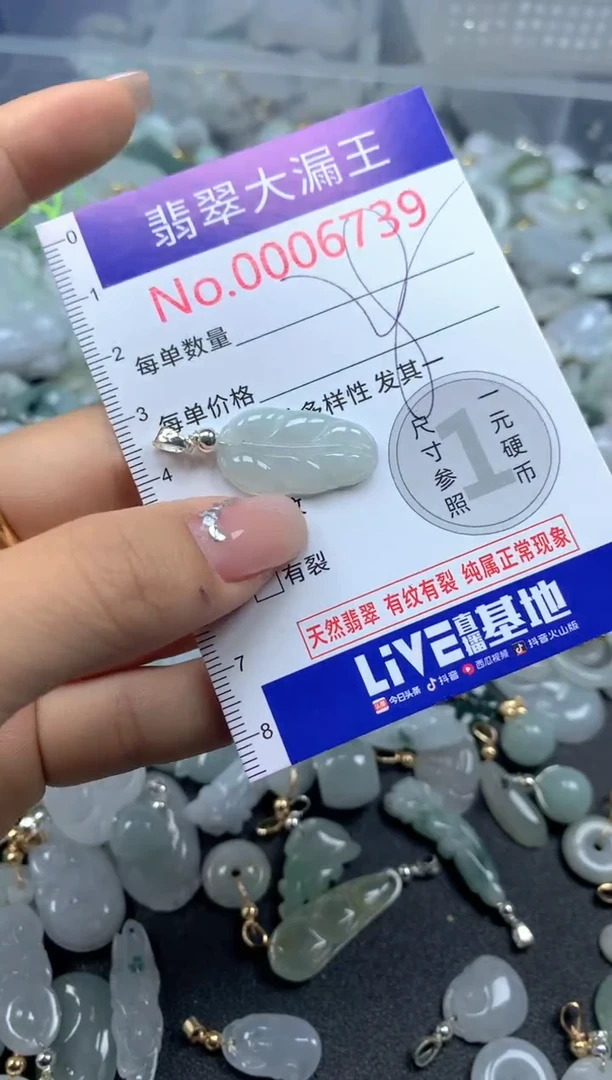 翡翠大漏王
No.0006739
每单数量
每单价格
多样性 发其一
有裂
尺寸参照
1
一元硬币
天然翡翠 有纹有裂 纯属正常现象
LIVE直播基地
头条 今日头条 抖音 西瓜视频 抖音火山版
0
1
2
3
4
7
8